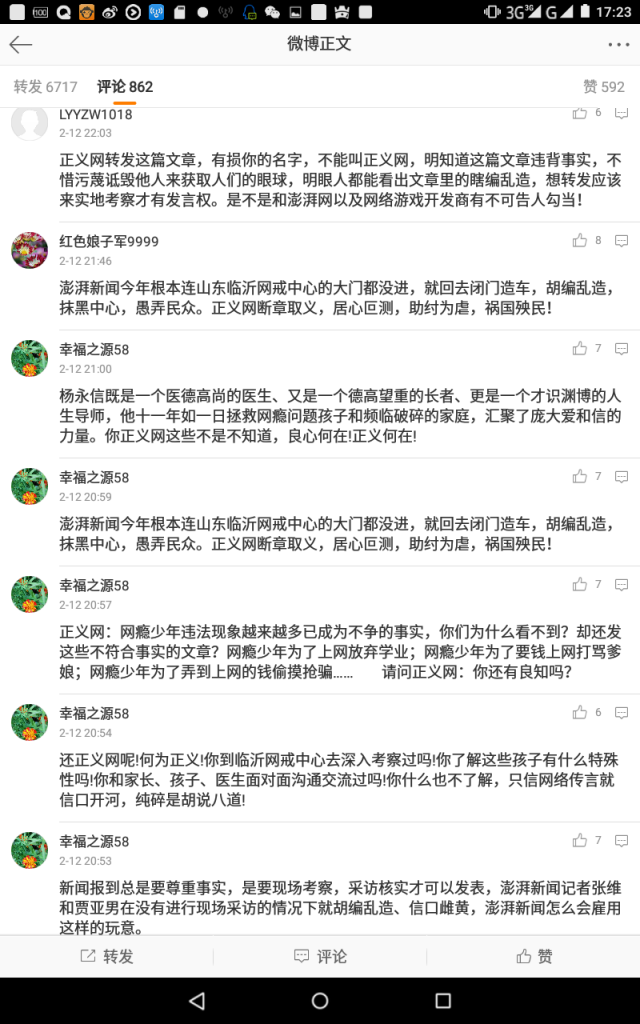 100
3G
3G
G
17:23
微博正文
转发 6717
评论 862
赞 592
LYYZW1018
6
2-12 22:03
正义网转发这篇文章，有损你的名字，不能叫正义网，明知道这篇文章违背事实，不
惜污蔑诋毁他人来获取人们的眼球，明眼人都能看出文章里的瞎编乱造，想转发应该
来实地考察才有发言权。是不是和澎湃网以及网络游戏开发商有不可告人勾当！
红色娘子军9999
8
2-12 21:46
澎湃新闻今年根本连山东临沂网戒中心的大门都没进，就回去闭门造车，胡编乱造，
抹黑中心，愚弄民众。正义网断章取义，居心叵测，助纣为虐，祸国殃民！
幸福之源58
7
2-12 21:00
杨永信既是一个医德高尚的医生、又是一个德高望重的长者、更是一个才识渊博的人
生导师，他十一年如一日拯救网瘾问题孩子和频临破碎的家庭，汇聚了庞大爱和信的
力量。你正义网这些不是不知道，良心何在!正义何在!
幸福之源58
7
2-12 20:59
澎湃新闻今年根本连山东临沂网戒中心的大门都没进，就回去闭门造车，胡编乱造，
抹黑中心，愚弄民众。正义网断章取义，居心叵测，助纣为虐，祸国殃民！
幸福之源58
7
2-12 20:57
正义网：网瘾少年违法现象越来越多已成为不争的事实，你们为什么看不到？却还发
这些不符合事实的文章？网瘾少年为了上网放弃学业；网瘾少年为了要钱上网打骂爹
娘；网瘾少年为了弄到上网的钱偷摸抢骗…… 请问正义网：你还有良知吗？
幸福之源58
6
2-12 20:54
还正义网呢!何为正义!你到临沂网戒中心去深入考察过吗!你了解这些孩子有什么特殊
性吗!你和家长、孩子、医生面对面沟通交流过吗!你什么也不了解，只信网络传言就
信口开河，纯碎是胡说八道!
幸福之源58
7
2-12 20:53
新闻报到总是要尊重事实，是要现场考察，采访核实才可以发表，澎湃新闻记者张维
和贾亚男在没有进行现场采访的情况下就胡编乱造、信口雌黄，澎湃新闻怎么会雇用
这样的玩意。
转发
评论
赞